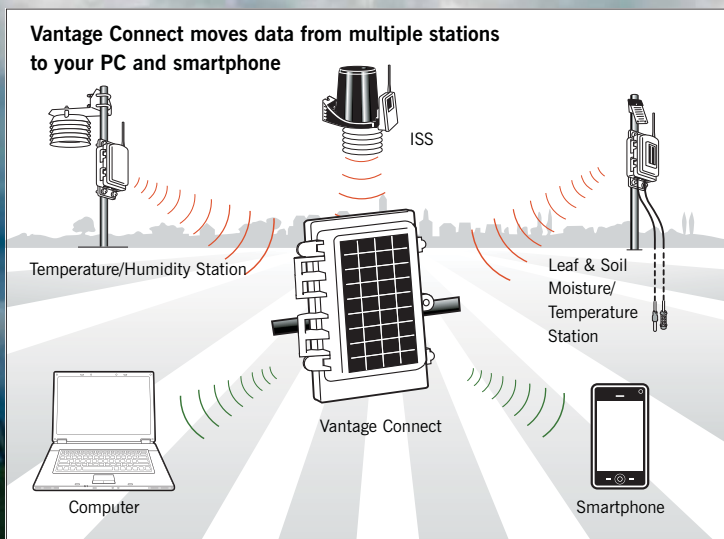 Vantage Connect moves data from multiple stations
to your PC and smartphone
ISS
Temperature/Humidity Station
Leaf & Soil
Moisture/
Temperature
Station
Vantage Connect
Computer
Smartphone